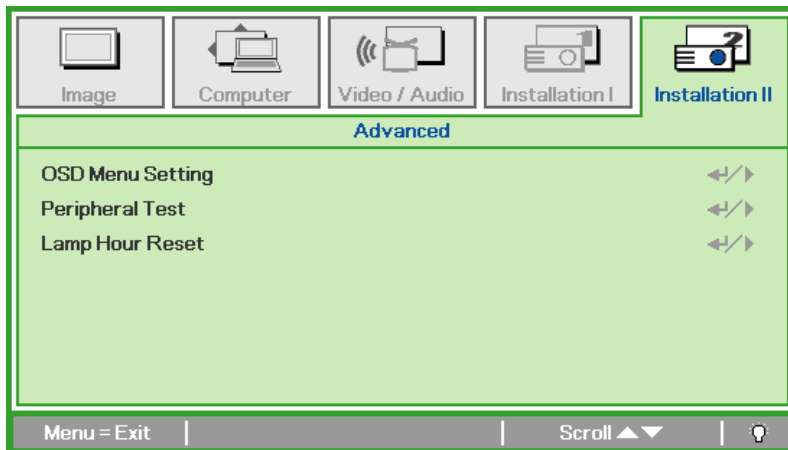 Image
Computer
Video / Audio
Installation I
Installation II
Advanced
OSD Menu Setting
Peripheral Test
Lamp Hour Reset
Menu = Exit
Scroll ▲▼